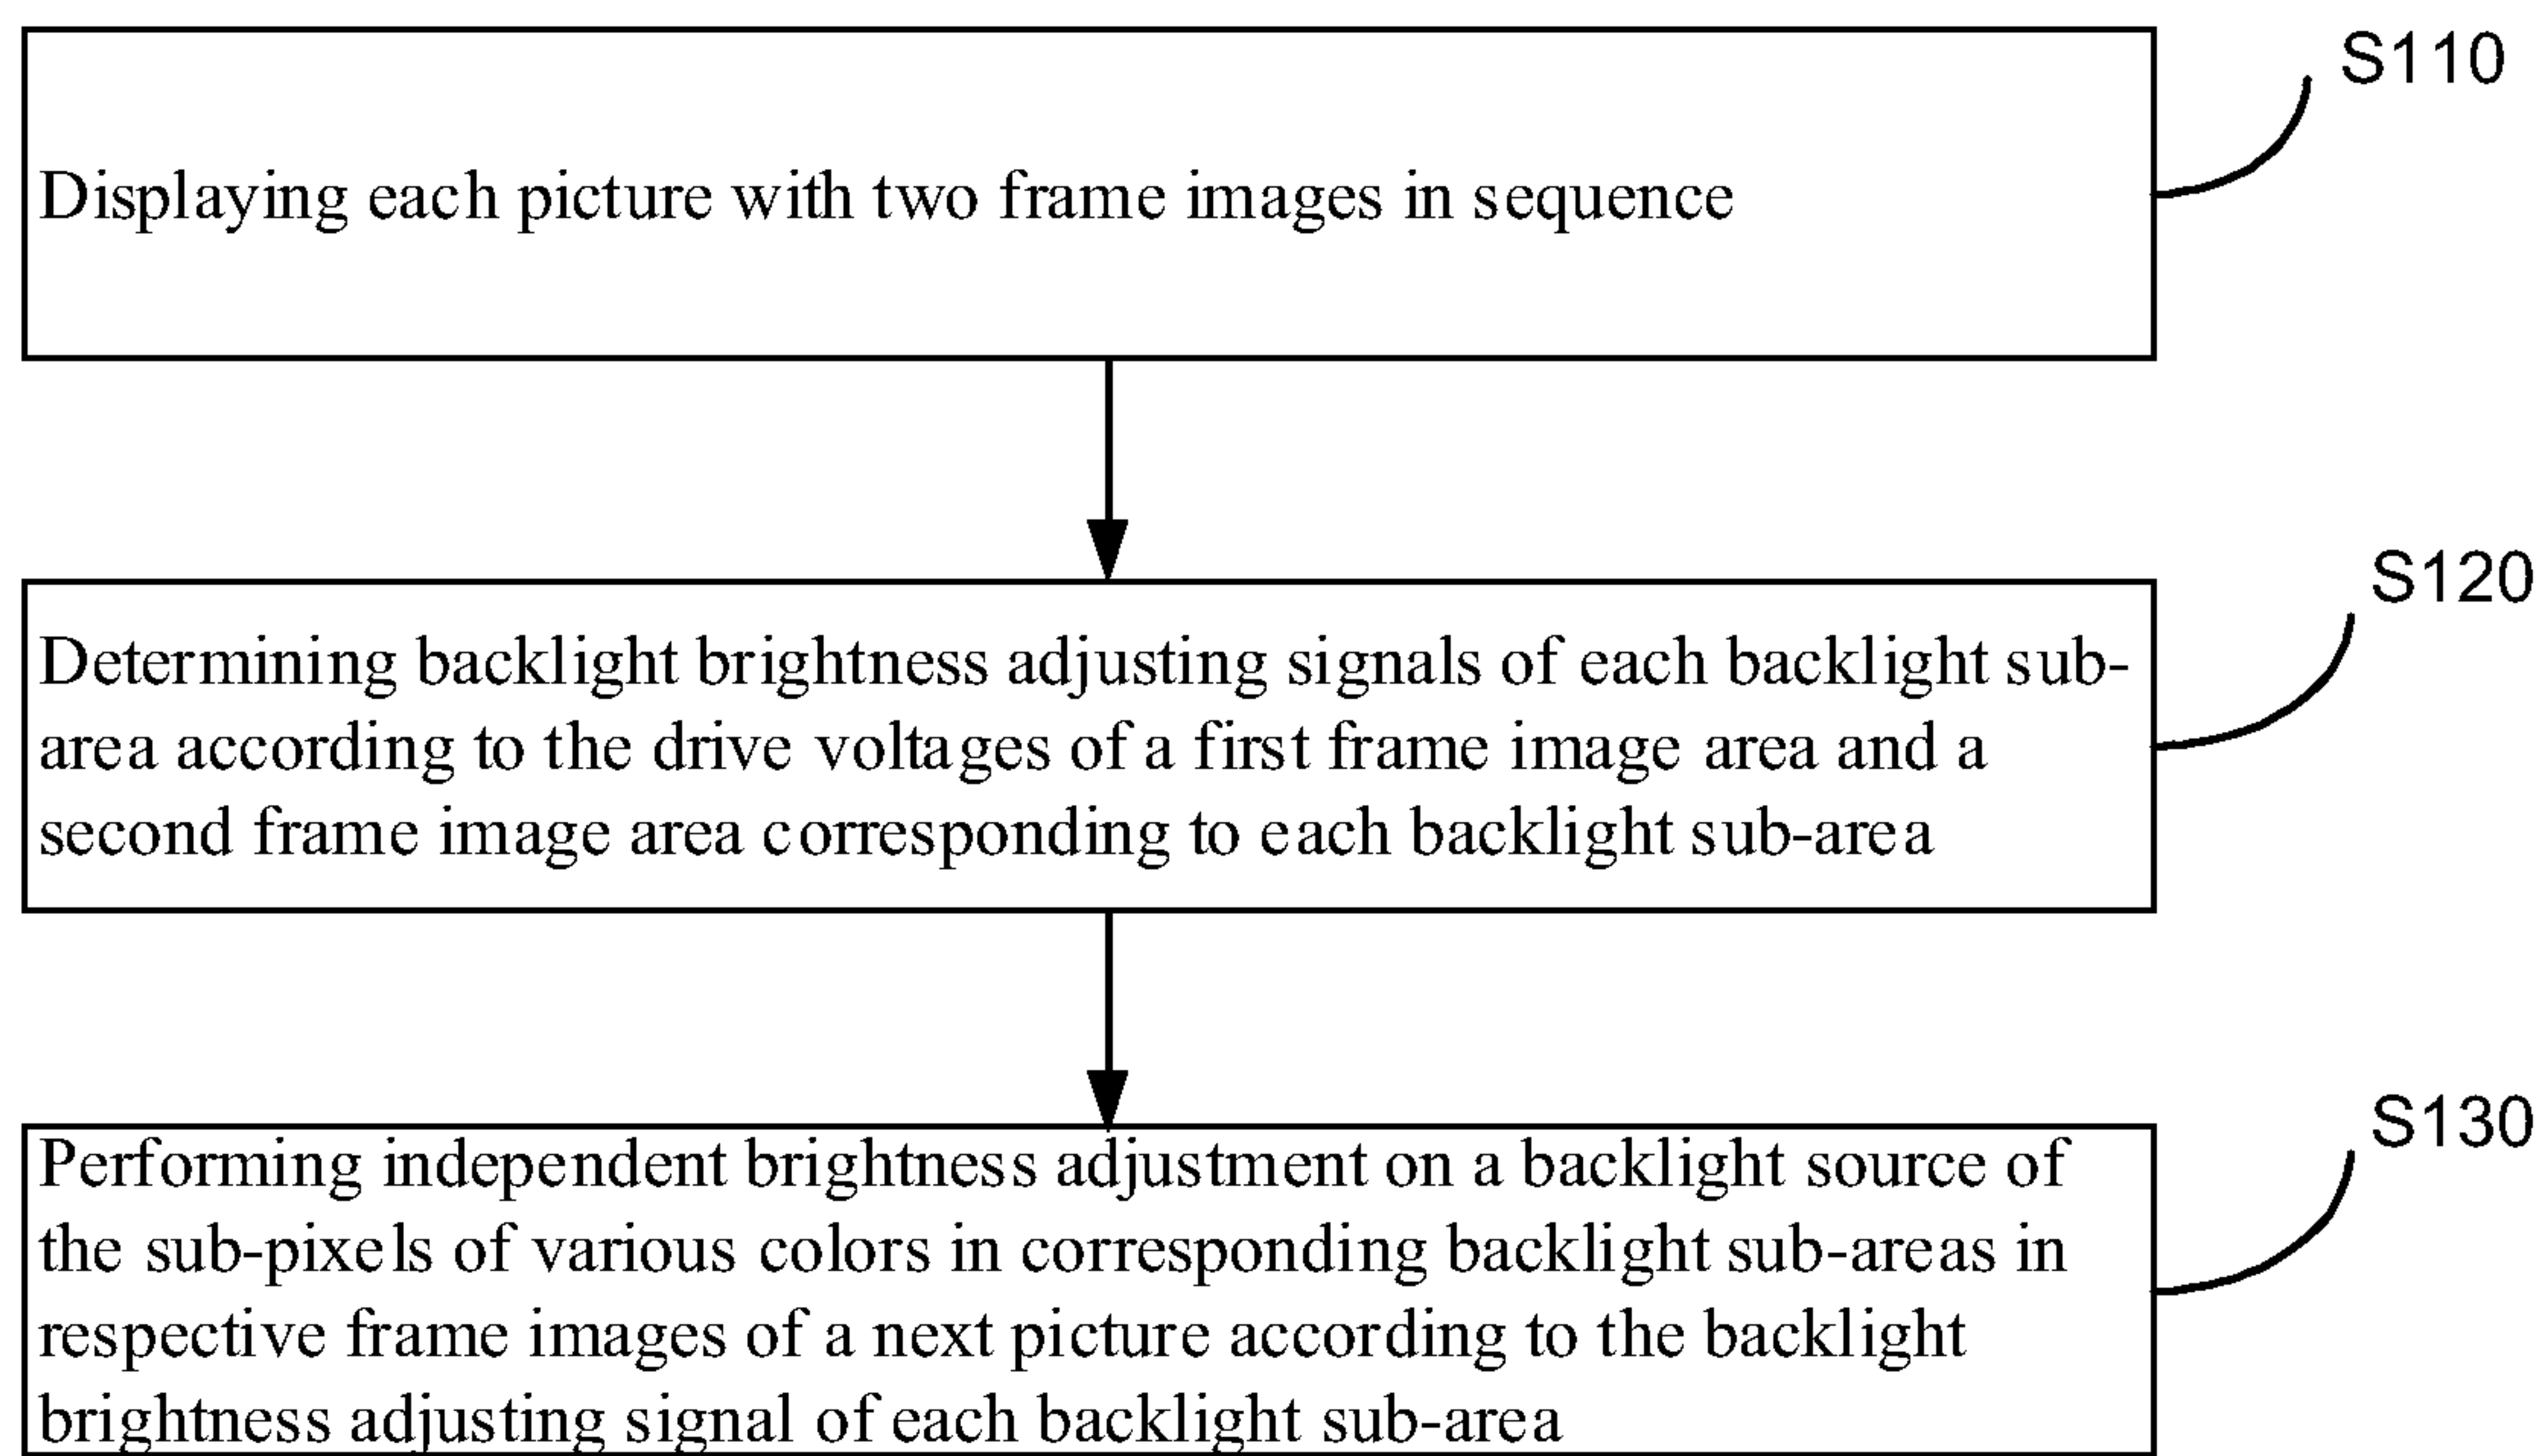 S110
Displaying each picture with two frame images in sequence
S120
Determining backlight brightness adjusting signals of each backlight sub-
area according to the drive voltages of a first frame image area and a
second frame image area corresponding to each backlight sub-area
S130
Performing independent brightness adjustment on a backlight source of
the sub-pixels of various colors in corresponding backlight sub-areas in
respective frame images of a next picture according to the backlight
brightness adjusting signal of each backlight sub-area